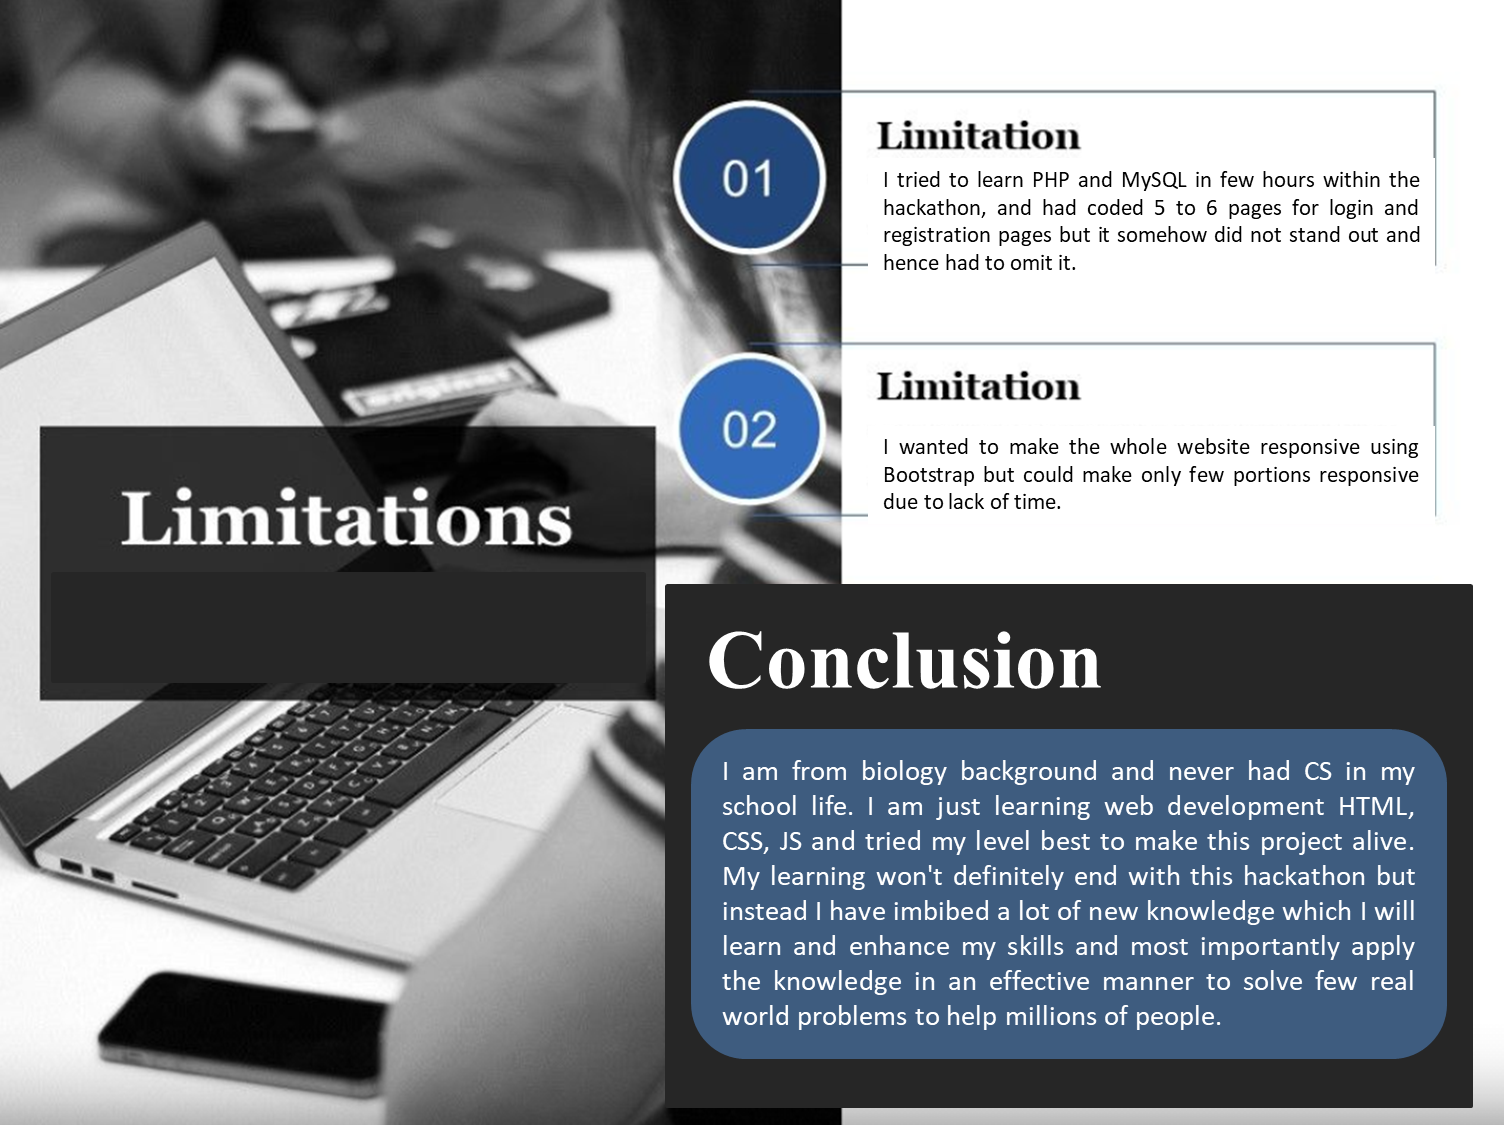 01
Limitation
I tried to learn PHP and MySQL in few hours within the
hackathon, and had coded 5 to 6 pages for login and
registration pages but it somehow did not stand out and
hence had to omit it.
02
Limitation
I wanted to make the whole website responsive using
Bootstrap but could make only few portions responsive
due to lack of time.
original
Limitations
Conclusion
I am from biology background and never had CS in my
school life. I am just learning web development HTML,
CSS, JS and tried my level best to make this project alive.
My learning won't definitely end with this hackathon but
instead I have imbibed a lot of new knowledge which I will
learn and enhance my skills and most importantly apply
the knowledge in an effective manner to solve few real
world problems to help millions of people.